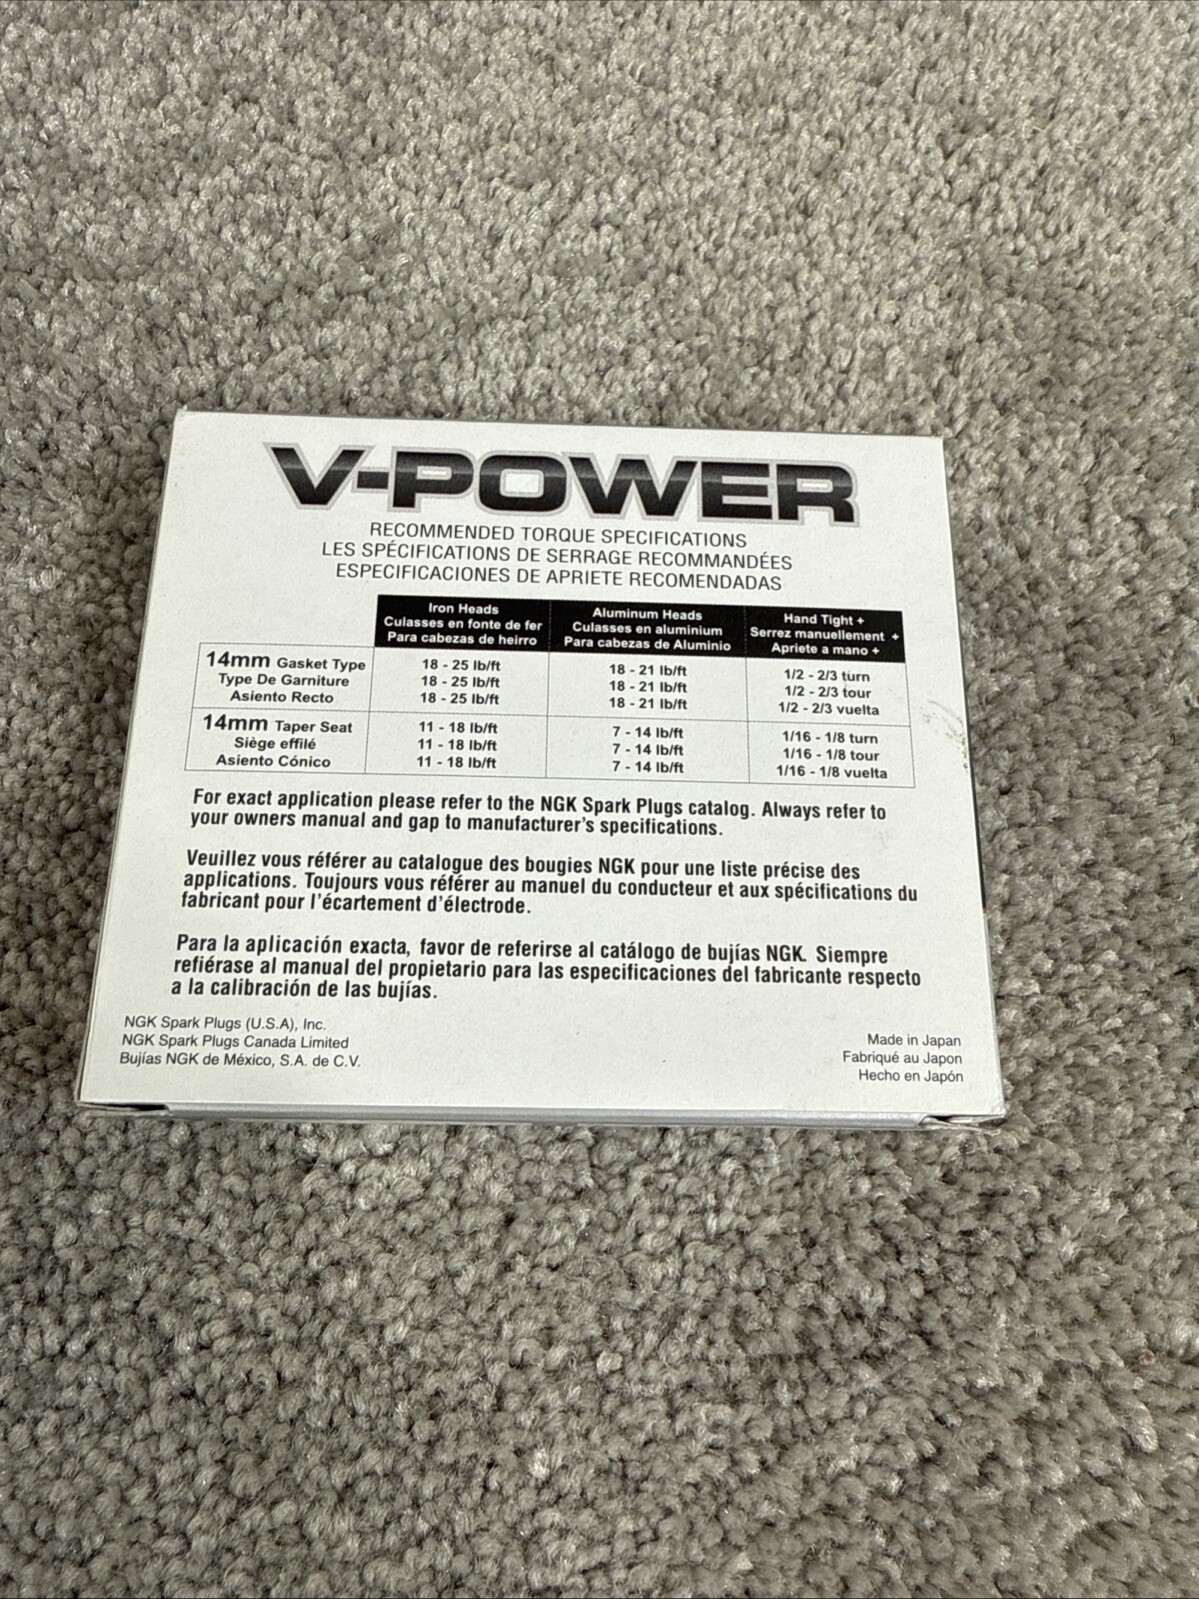 V-POWER
RECOMMENDED TORQUE SPECIFICATIONS
LES SPÉCIFICATIONS DE SERRAGE RECOMMANDÉES
ESPECIFICACIONES DE APRIETE RECOMENDADAS
Iron Heads
Culasses en fonte de fer
Para cabezas de heirro
Aluminum Heads
Culasses en aluminium
Para cabezas de Aluminio
Hand Tight +
Serrez manuellement +
Apriete a mano +
14mm Gasket Type
Type De Garniture
Asiento Recto
18 - 25 lb/ft
18 - 25 lb/ft
18 - 25 lb/ft
18 - 21 lb/ft
18 - 21 lb/ft
18 - 21 lb/ft
1/2 - 2/3 turn
1/2 - 2/3 tour
1/2 - 2/3 vuelta
14mm Taper Seat
Siège effilé
Asiento Cónico
11 - 18 lb/ft
11 - 18 lb/ft
11 - 18 lb/ft
7 - 14 lb/ft
7 - 14 lb/ft
7 - 14 lb/ft
1/16 - 1/8 turn
1/16 - 1/8 tour
1/16 - 1/8 vuelta
For exact application please refer to the NGK Spark Plugs catalog. Always refer to
your owners manual and gap to manufacturer's specifications.
Veuillez vous référer au catalogue des bougies NGK pour une liste précise des
applications. Toujours vous référer au manuel du conducteur et aux spécifications du
fabricant pour l'écartement d'électrode.
Para la aplicación exacta, favor de referirse al catálogo de bujías NGK. Siempre
refiérase al manual del propietario para las especificaciones del fabricante respecto
a la calibración de las bujías.
NGK Spark Plugs (U.S.A), Inc.
NGK Spark Plugs Canada Limited
Bujías NGK de México, S.A. de C.V.
Made in Japan
Fabriqué au Japon
Hecho en Japón